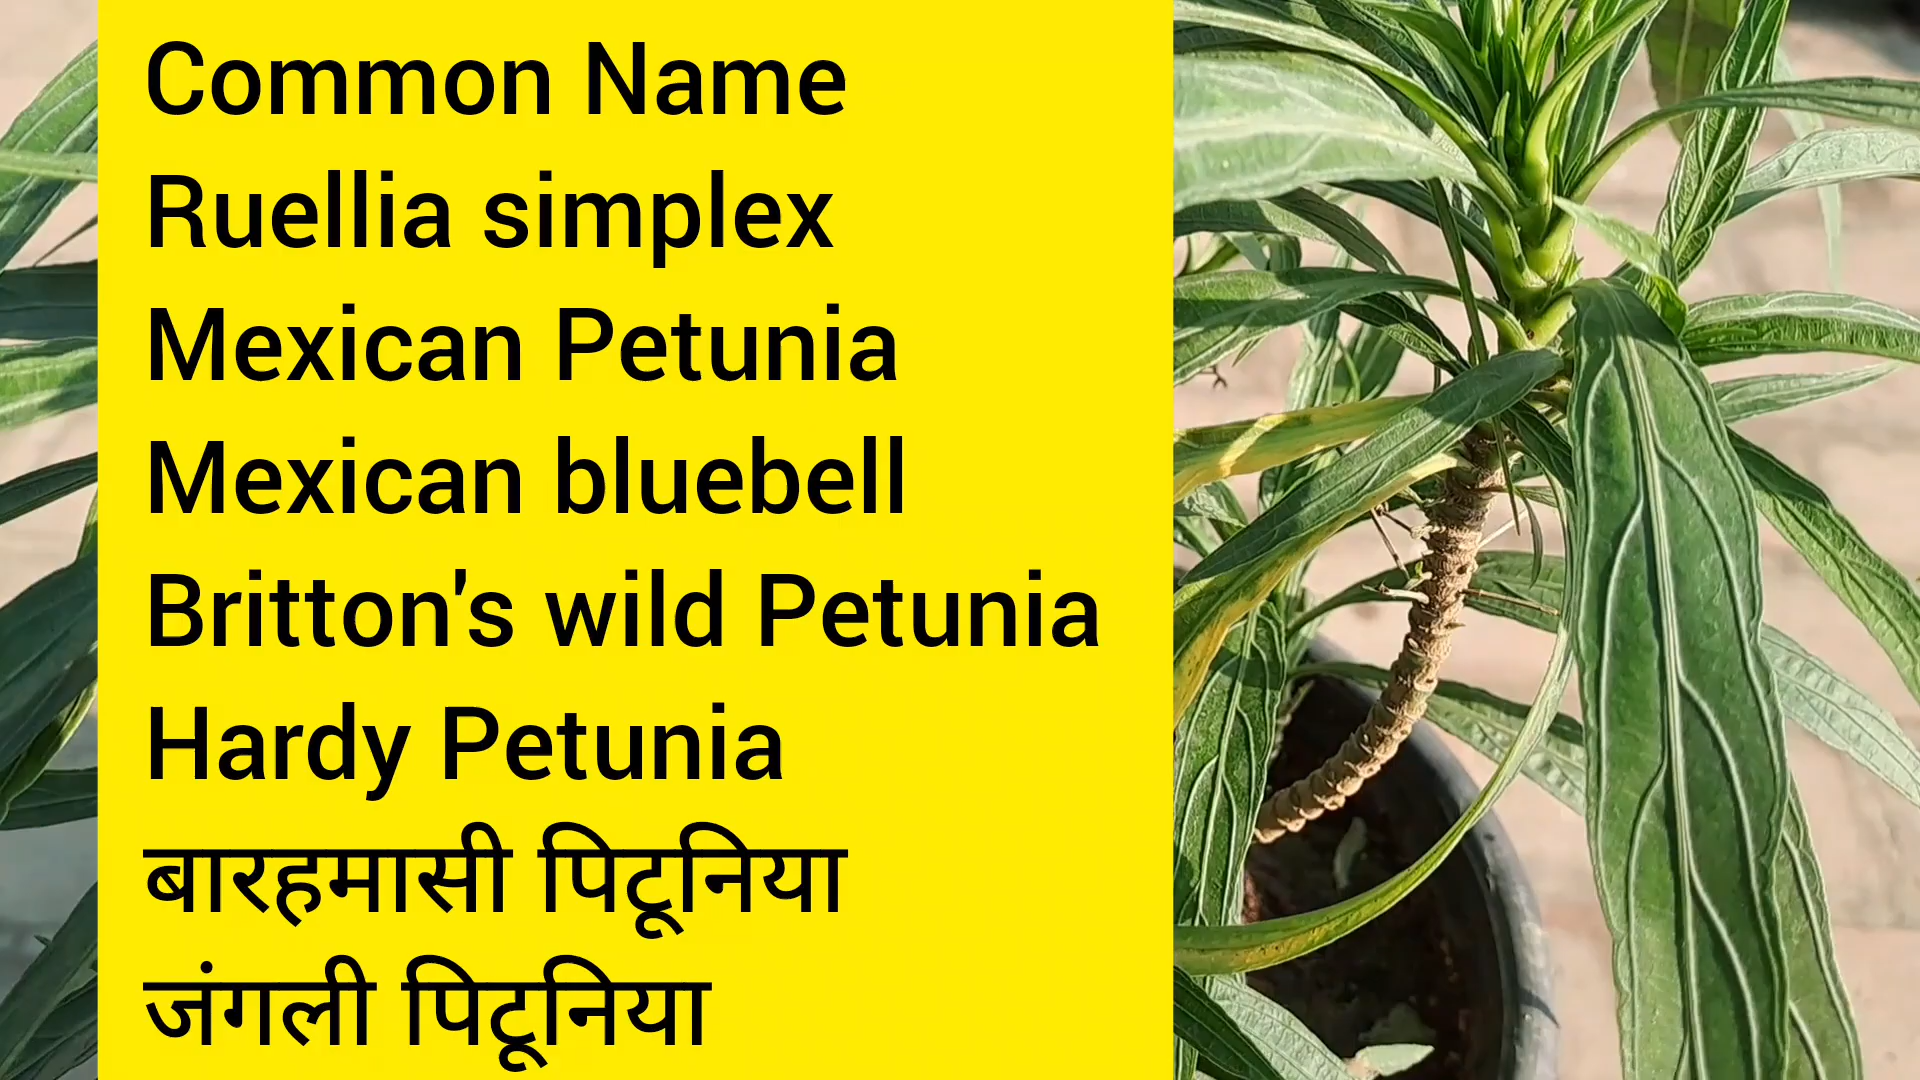 Common Name
Ruellia simplex
Mexican Petunia
Mexican bluebell
Britton's wild Petunia
Hardy Petunia
बारहमासी पिटूनिया
जंगली पिटूनिया